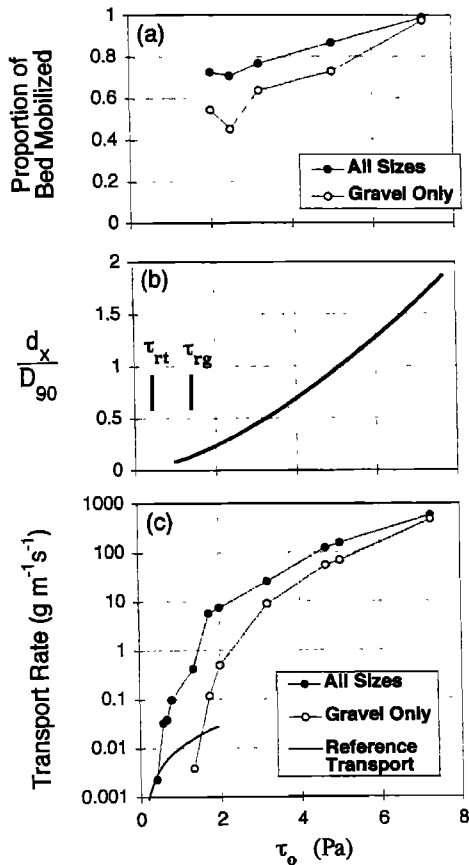 (a)
Proportion of
Bed Mobilized
1
0.8
0.6
0.4
0.2
0
All Sizes
Gravel Only
(b)
dx
D90
2
1.5
1
0.5
0
τrt
τrg
(c)
Transport Rate (g m-1s-1)
1000
100
10
1
0.1
0.01
0.001
All Sizes
Gravel Only
Reference
Transport
0
2
4
6
8
τo (Pa)